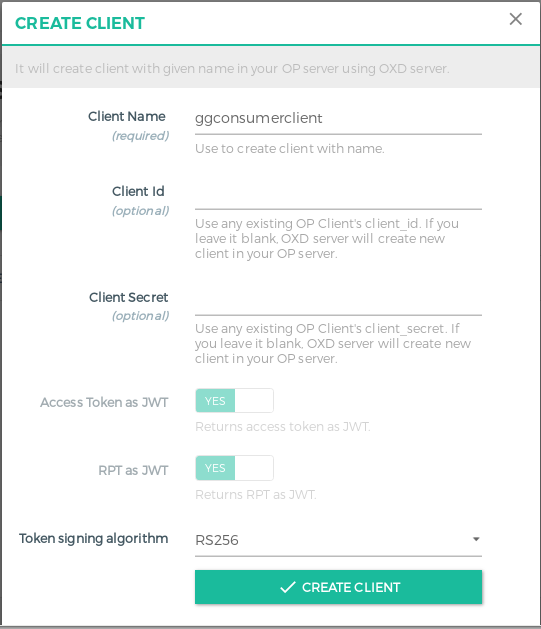 CREATE CLIENT
It will create client with given name in your OP server using OXD server.
Client Name
(required)
ggconsumerclient
Use to create client with name.
Client Id
(optional)
Use any existing OP Client's client_id. If you
leave it blank, OXD server will create new
client in your OP server.
Client Secret
(optional)
Use any existing OP Client's client_secret. If
you leave it blank, OXD server will create new
client in your OP server.
Access Token as JWT
YES
Returns access token as JWT.
RPT as JWT
YES
Returns RPT as JWT.
Token signing algorithm
RS256
CREATE CLIENT